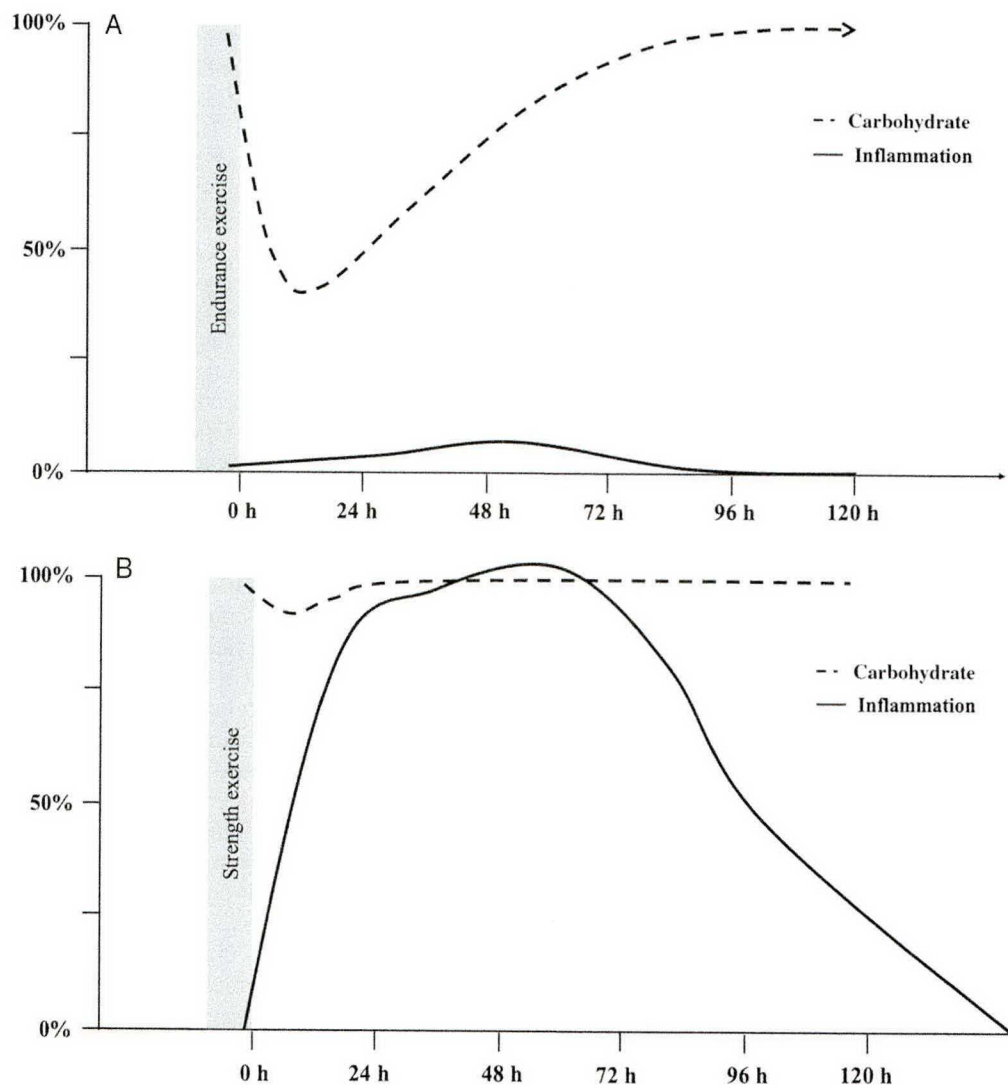 100%
A
Carbohydrate
Inflammation
Endurance exercise
50%
0%
0 h 24 h 48 h 72 h 96 h 120 h
100%
B
Carbohydrate
Inflammation
Strength exercise
50%
0%
0 h 24 h 48 h 72 h 96 h 120 h